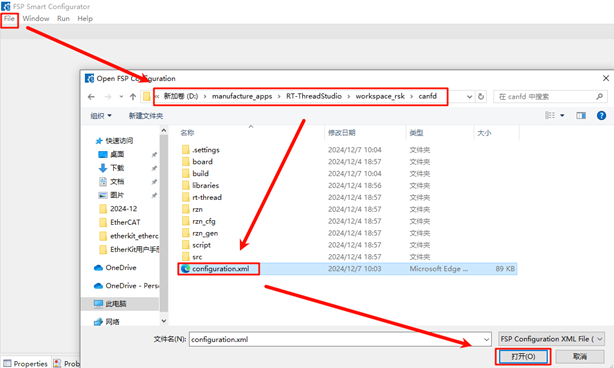 FSP Smart Configurator
File Window Run Help
Open FSP Configuration
« 新加卷 (D:) › manufacture_apps › RT-ThreadStudio › workspace_rsk › canfd
在 canfd 中搜索
组织 新建文件夹
名称 修改日期 类型 大小
快速访问
桌面
下载
文档
图片
2024-12
EtherCAT
etherkit_etherc
EtherKit用户手册
OneDrive
OneDrive - Perso
此电脑
网络
.settings 2024/12/7 10:04 文件夹
board 2024/12/4 18:57 文件夹
build 2024/12/7 10:04 文件夹
libraries 2024/12/4 18:56 文件夹
rt-thread 2024/12/4 18:57 文件夹
rzn 2024/12/4 18:57 文件夹
rzn_cfg 2024/12/4 18:57 文件夹
rzn_gen 2024/12/4 18:57 文件夹
script 2024/12/4 18:57 文件夹
src 2024/12/4 18:57 文件夹
configuration.xml 2024/12/7 10:03 Microsoft Edge ... 89 KB
文件名(N): configuration.xml FSP Configuration XML File (
打开(O) 取消
Properties Prob